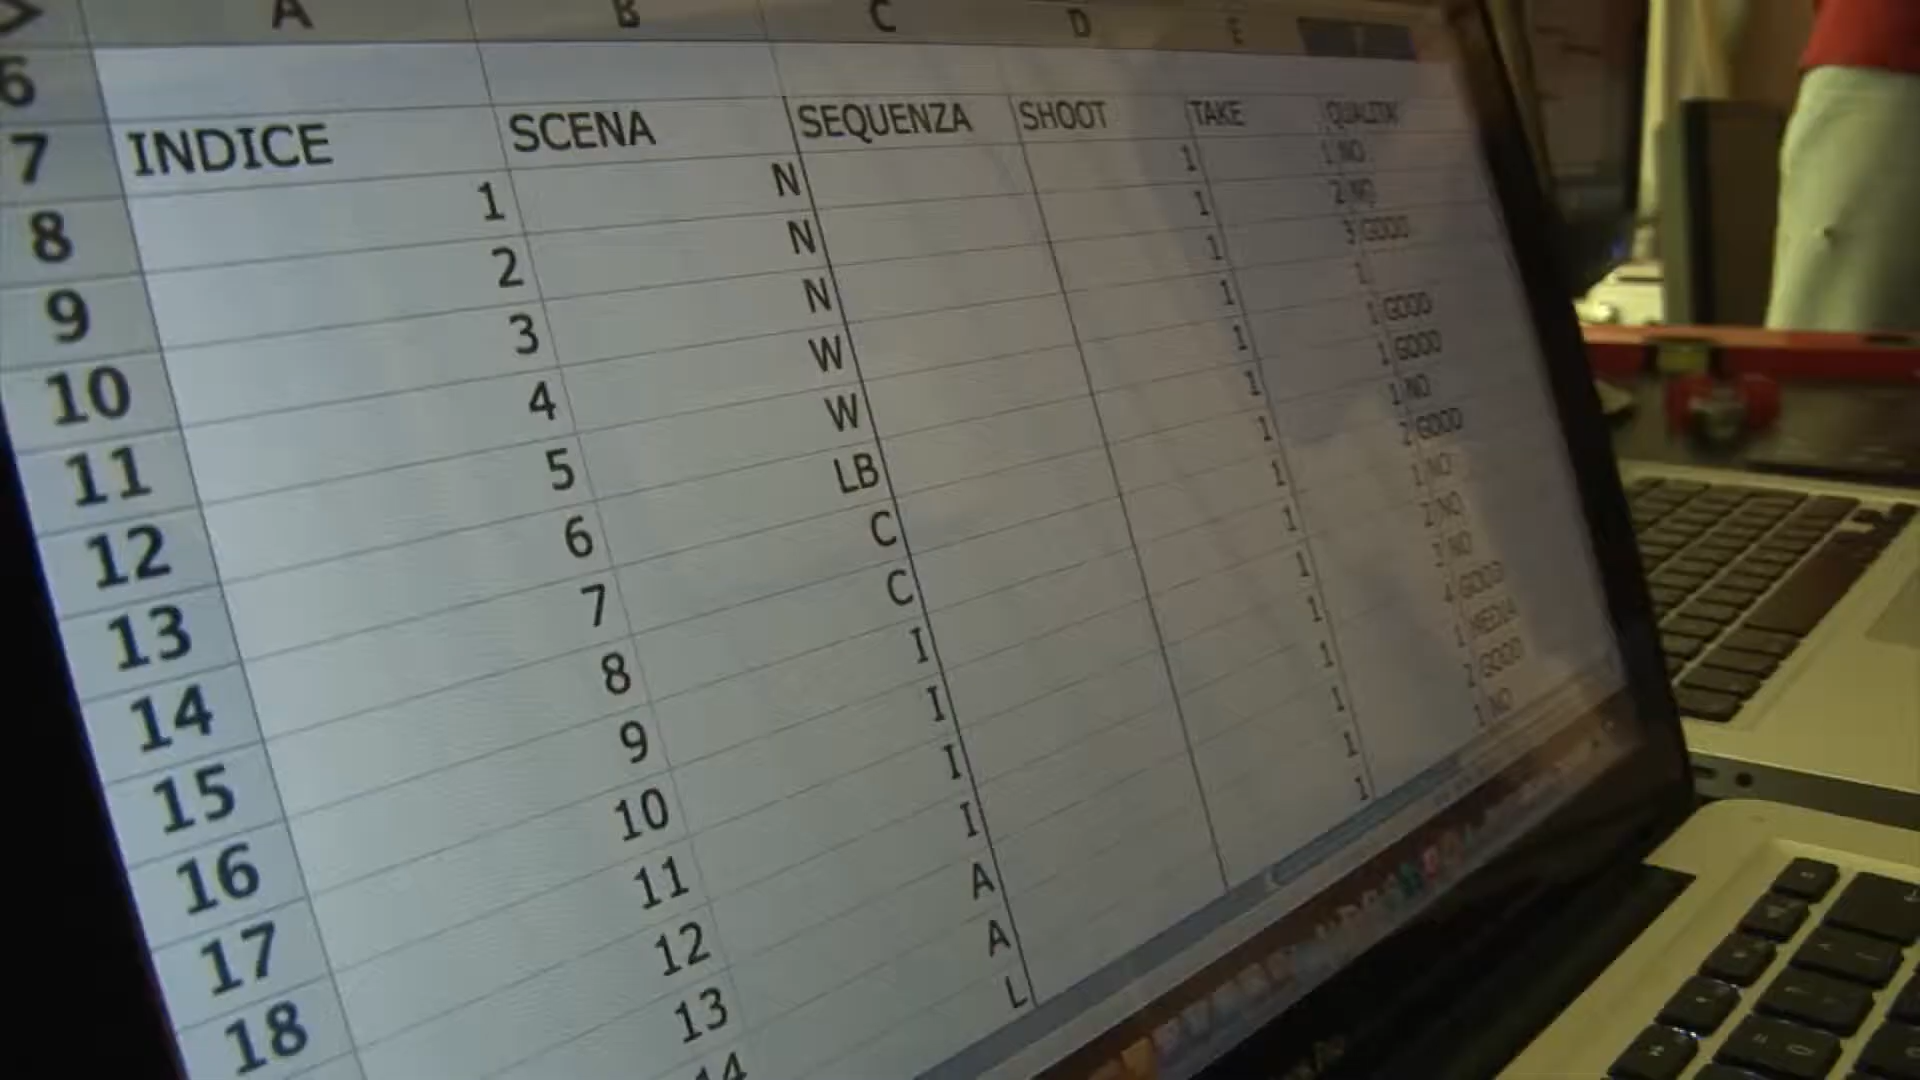 A B C D E F
6
7 INDICE SCENA SEQUENZA SHOOT TAKE QUALITA'
8 1 N 1 1 NO
9 2 N 1 2 NO
10 3 N 1 3 GOOD
11 4 W 1 1
12 5 W 1 1 GOOD
13 6 LB 1 1 GOOD
14 7 C 1 1 NO
15 8 C 1 2 GOOD
16 9 I 1 1 NO
17 10 I 1 2 NO
18 11 I 1 3 NO
12 I 1 4 GOOD
13 A 1 1 MEDIA
14 A 1 2 GOOD
L 1 1 NO